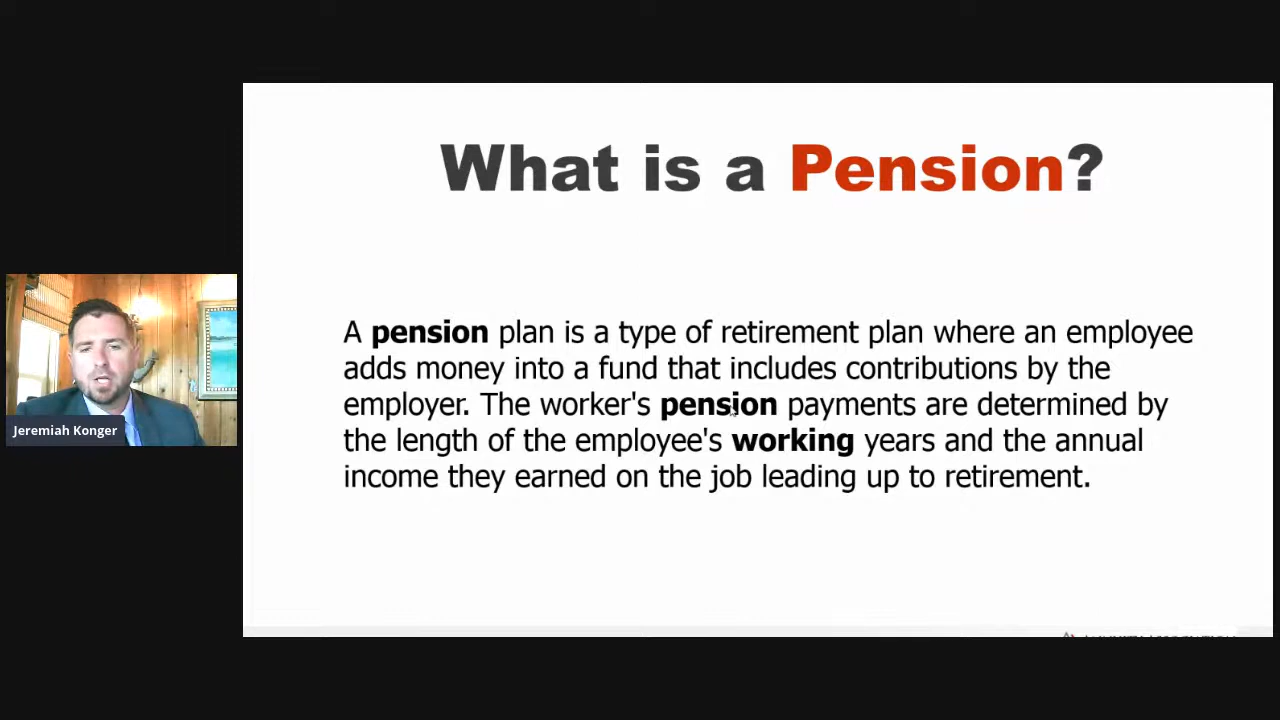 What is a Pension?
A pension plan is a type of retirement plan where an employee
adds money into a fund that includes contributions by the
employer. The worker's pension payments are determined by
the length of the employee's working years and the annual
income they earned on the job leading up to retirement.
Jeremiah Konger